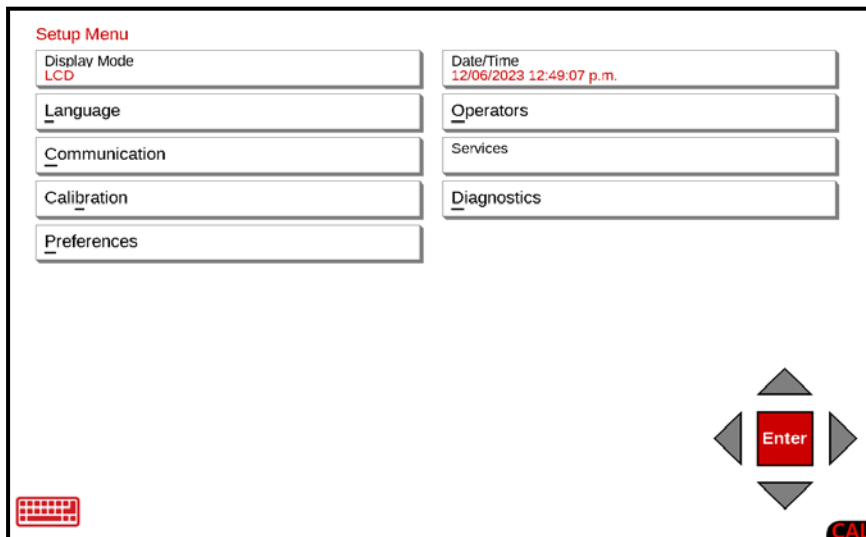 Setup Menu
Display Mode
LCD
Date/Time
12/06/2023 12:49:07 p.m.
Language
Operators
Communication
Services
Calibration
Diagnostics
Preferences
Enter